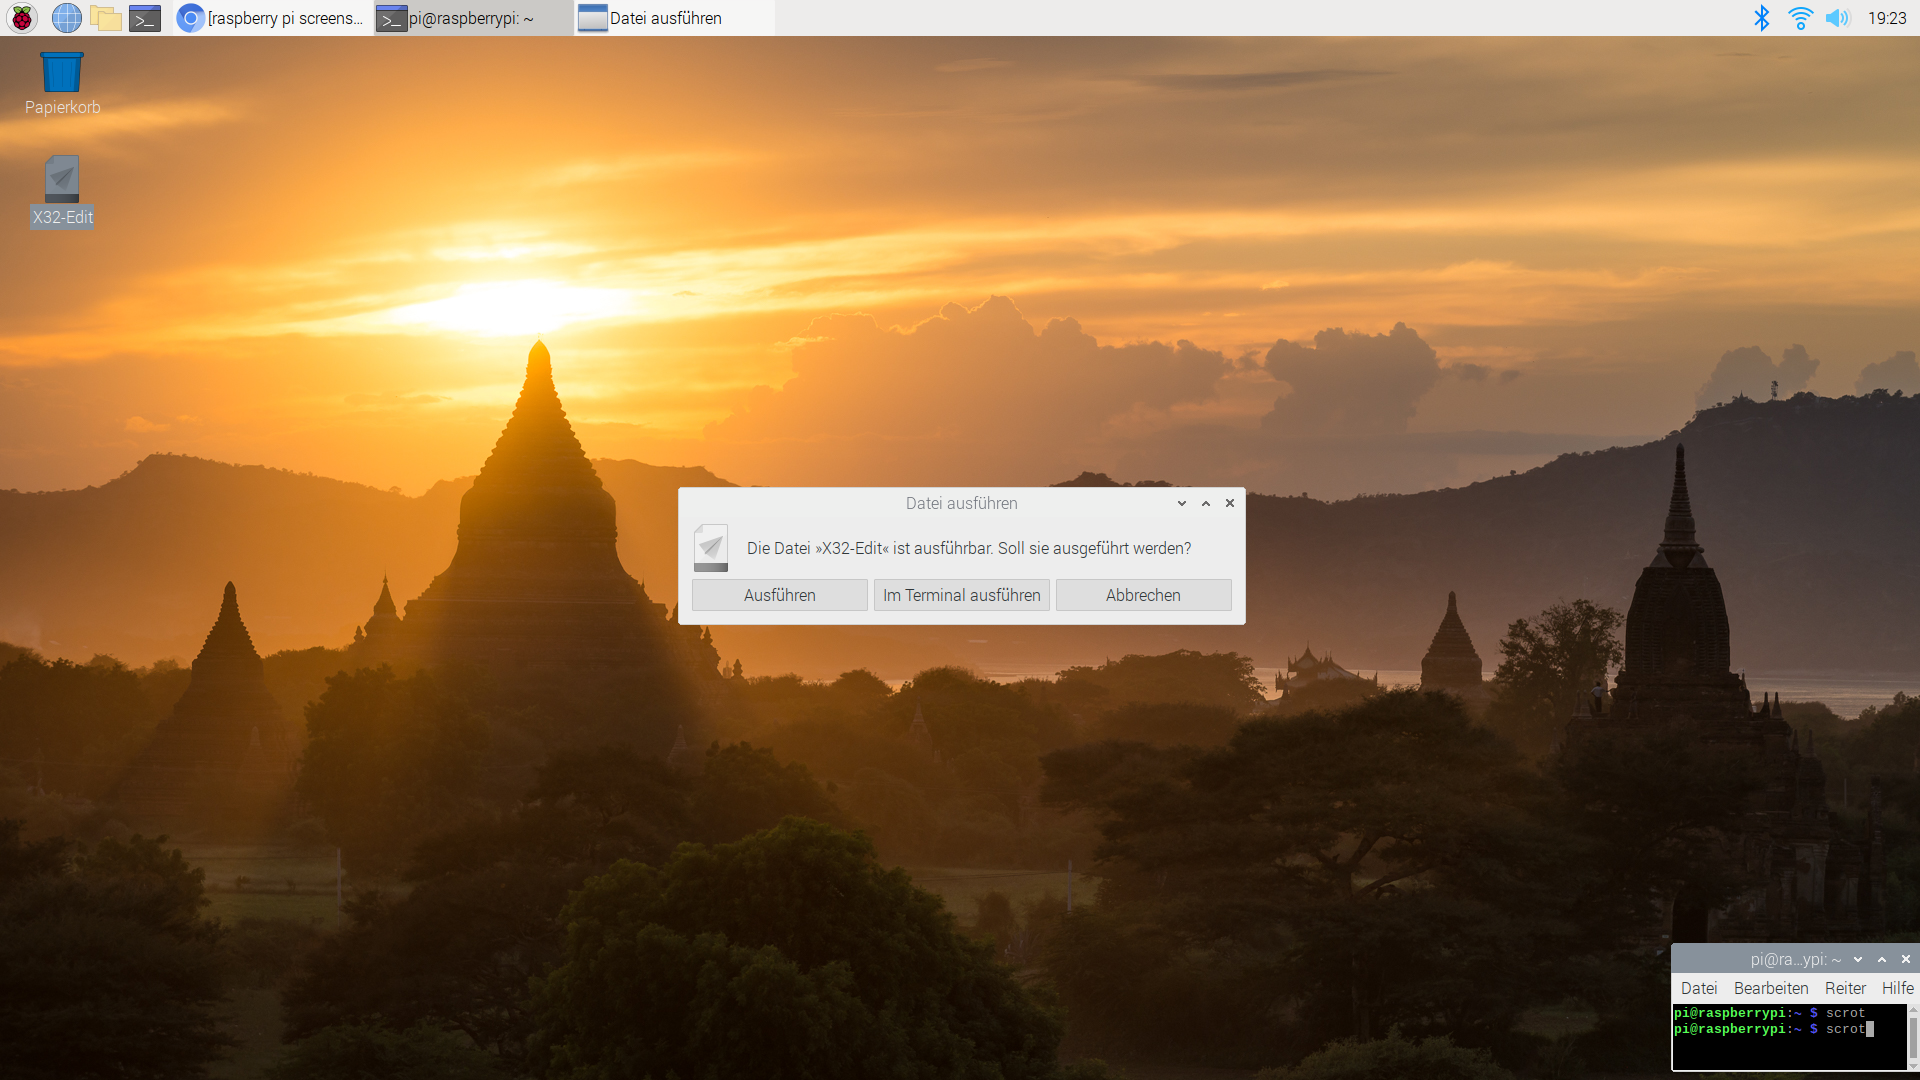 [raspberry pi screens...
pi@raspberrypi: ~
Datei ausführen
19:23
Papierkorb
X32-Edit
Datei ausführen
Die Datei »X32-Edit« ist ausführbar. Soll sie ausgeführt werden?
Ausführen
Im Terminal ausführen
Abbrechen
pi@ra...ypi: ~
Datei Bearbeiten Reiter Hilfe
pi@raspberrypi:~ $ scrot
pi@raspberrypi:~ $ scrot